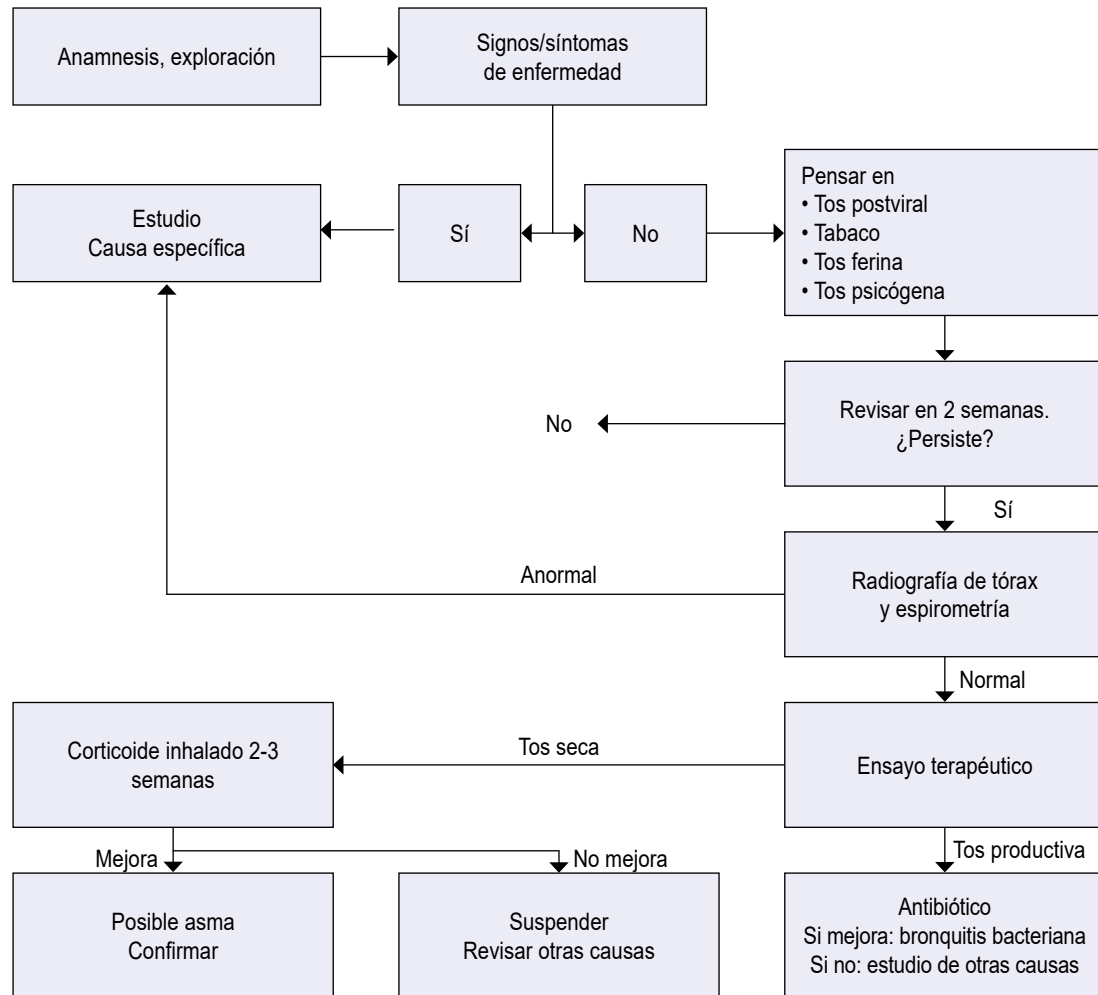 Anamnesis, exploración
Signos/síntomas
de enfermedad
Estudio
Causa específica
Sí
No
Pensar en
• Tos postviral
• Tabaco
• Tos ferina
• Tos psicógena
No
Revisar en 2 semanas.
¿Persiste?
Sí
Anormal
Radiografía de tórax
y espirometría
Normal
Corticoide inhalado 2-3
semanas
Tos seca
Ensayo terapéutico
Mejora
No mejora
Tos productiva
Posible asma
Confirmar
Suspender
Revisar otras causas
Antibiótico
Si mejora: bronquitis bacteriana
Si no: estudio de otras causas